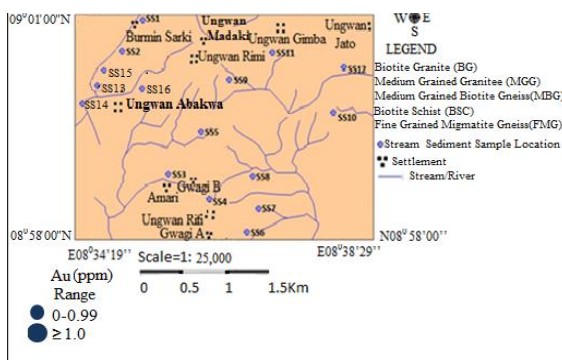 09°01'00"N
SS1
Burmin Sarki
Ungwan
Madaki
Ungwan Gimba
Ungwan
Jato
W E
S
SS2
Ungwan Rimi
SS11
LEGEND
SS15
SS12
Biotite Granite (BG)
SS13
SS16
SS9
Medium Grained Granitee (MGG)
SS14
Ungwan Abakwa
Medium Grained Biotite Gneiss(MBG)
SS10
Biotite Schist (BSC)
SS5
Fine Grained Migmatite Gneiss(FMG)
Stream Sediment Sample Location
Settlement
Stream/River
SS3
Gwagi B
SS8
Amari
SS4
SS7
Ungwan Rifi
Gwagi A
SS6
08°58'00"N
N08°58'00"
E08°34'19"
E08°38'29"
Scale=1: 25,000
Au (ppm)
Range
0 0.5 1 1.5Km
0-0.99
≥1.0